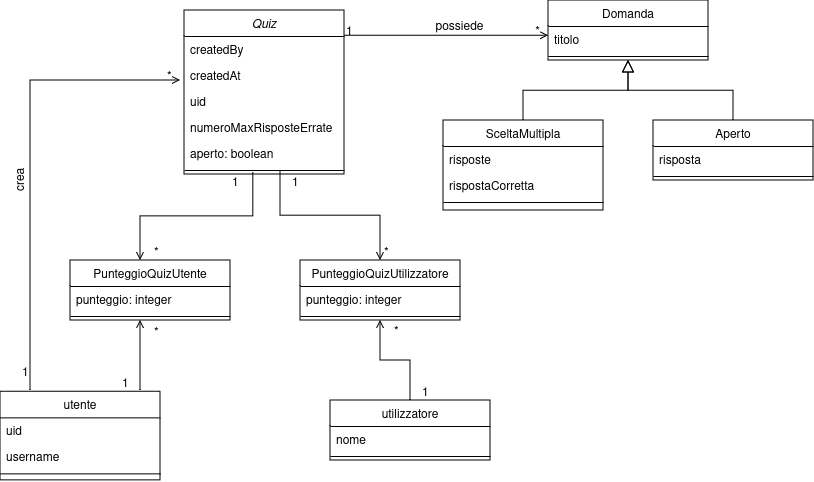 Domanda
titolo
Quiz
createdBy
createdAt
uid
numeroMaxRisposteErrate
aperto: boolean
1
possiede
*
*
crea
1
SceltaMultipla
risposte
rispostaCorretta
Aperto
risposta
1
1
*
*
PunteggioQuizUtente
punteggio: integer
PunteggioQuizUtilizzatore
punteggio: integer
*
*
1
1
utente
uid
username
utilizzatore
nome